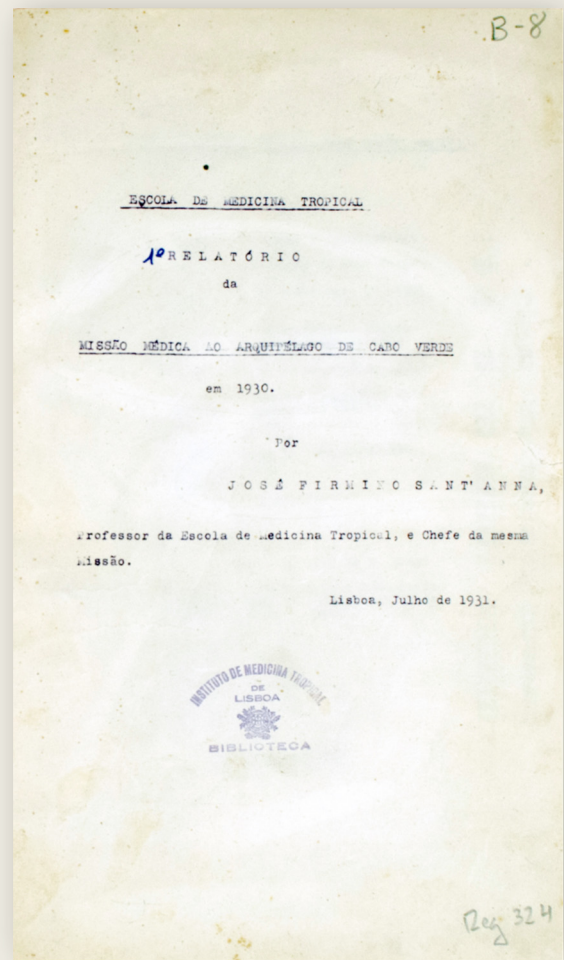 B-8
ESCOLA DE MEDICINA TROPICAL
1º RELATÓRIO
da
MISSÃO MÉDICA AO ARQUIPÉLAGO DE CABO VERDE
em 1930.
Por
JOSÉ FIRMINO SANT'ANNA,
Professor da Escola de Medicina Tropical, e Chefe da mesma
Missão.
Lisboa, Julho de 1931.
INSTITUTO DE MEDICINA TROPICAL
DE
LISBOA
BIBLIOTECA
Reg 324